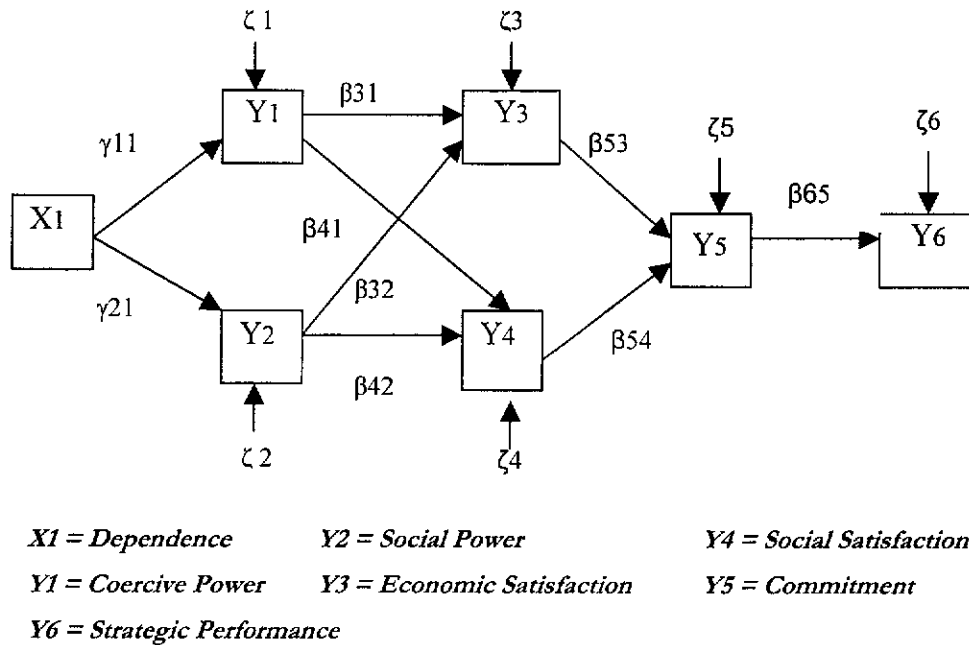 ζ 1 ζ3
Y1 β31 Y3
γ11 β53 ζ5 ζ6
β65
X1 β41 Y5 Y6
γ21 β32
Y2 Y4 β54
β42
ζ 2 ζ4
X1 = Dependence Y2 = Social Power Y4 = Social Satisfaction
Y1 = Coercive Power Y3 = Economic Satisfaction Y5 = Commitment
Y6 = Strategic Performance